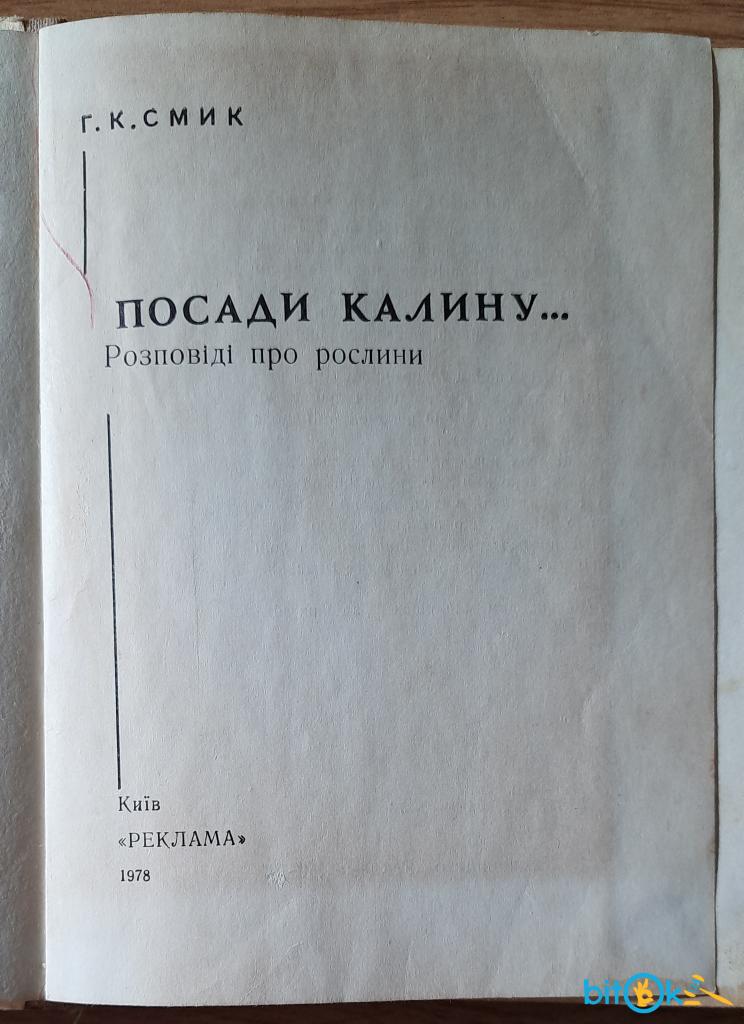 Г. К. СМИК
ПОСАДИ КАЛИНУ...
Розповіді про рослини
Київ
«РЕКЛАМА»
1978
bitok